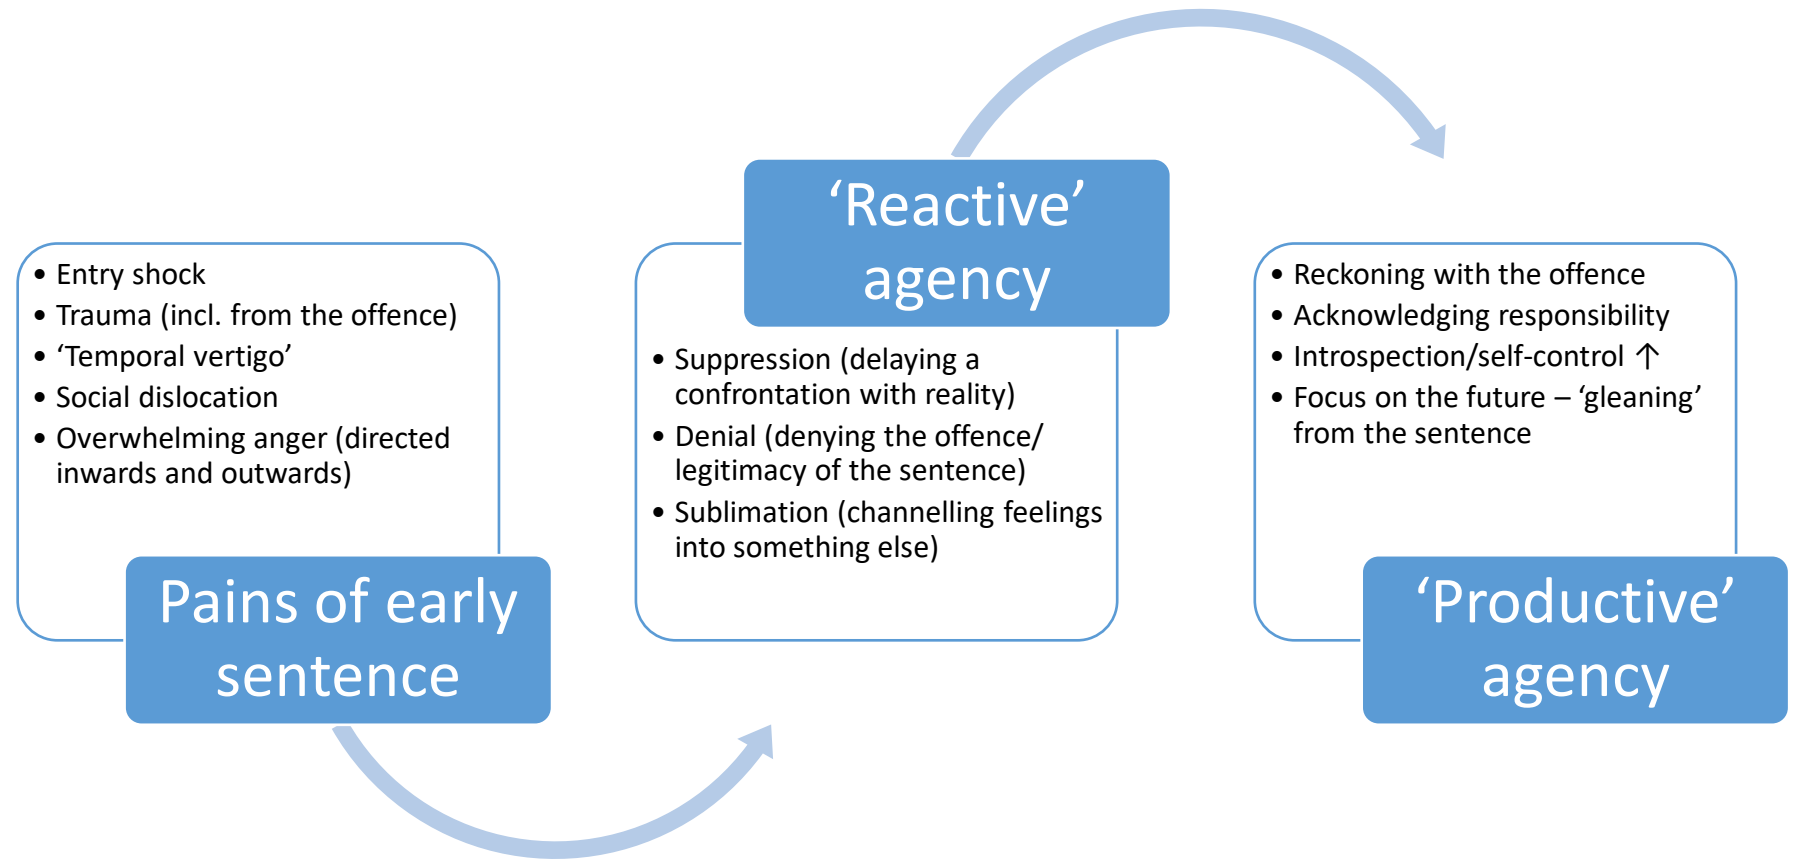 • Entry shock
• Trauma (incl. from the offence)
• ‘Temporal vertigo’
• Social dislocation
• Overwhelming anger (directed
inwards and outwards)
Pains of early
sentence
‘Reactive’
agency
• Suppression (delaying a
confrontation with reality)
• Denial (denying the offence/
legitimacy of the sentence)
• Sublimation (channelling feelings
into something else)
• Reckoning with the offence
• Acknowledging responsibility
• Introspection/self-control ↑
• Focus on the future – ‘gleaning’
from the sentence
‘Productive’
agency